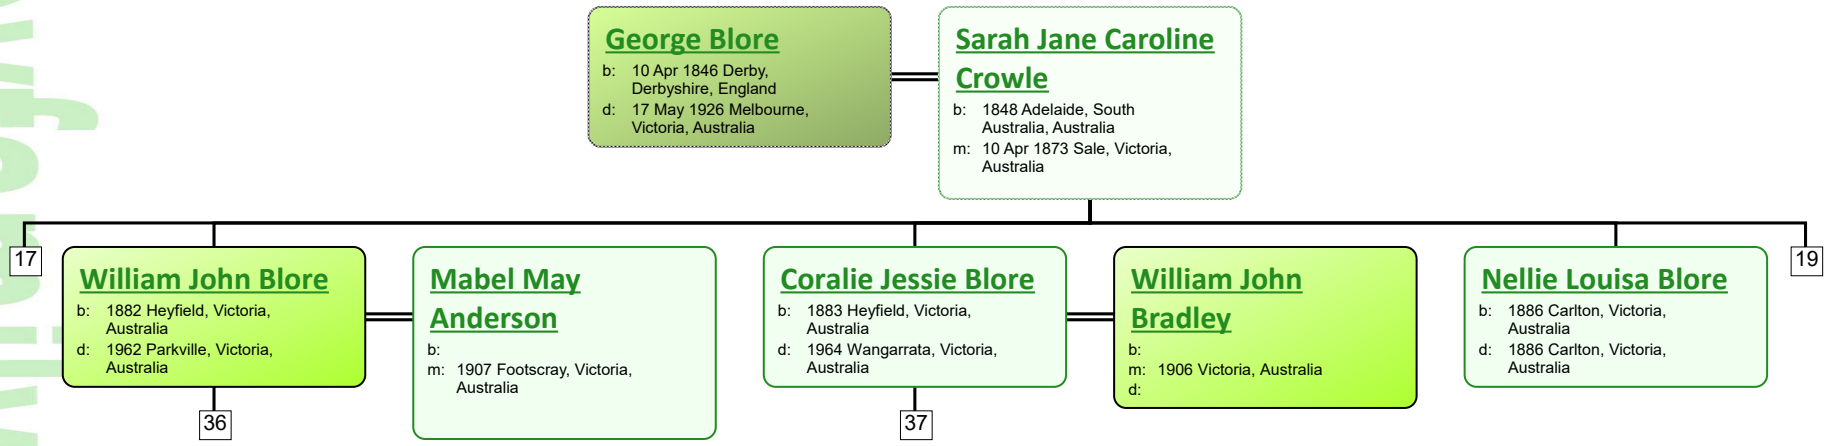 George Blore
b: 10 Apr 1846 Derby,
Derbyshire, England
d: 17 May 1926 Melbourne,
Victoria, Australia
Sarah Jane Caroline
Crowle
b: 1848 Adelaide, South
Australia, Australia
m: 10 Apr 1873 Sale, Victoria,
Australia
17
William John Blore
b: 1882 Heyfield, Victoria,
Australia
d: 1962 Parkville, Victoria,
Australia
36
Mabel May
Anderson
b:
m: 1907 Footscray, Victoria,
Australia
Coralie Jessie Blore
b: 1883 Heyfield, Victoria,
Australia
d: 1964 Wangarrata, Victoria,
Australia
37
William John
Bradley
b:
m: 1906 Victoria, Australia
d:
Nellie Louisa Blore
b: 1886 Carlton, Victoria,
Australia
d: 1886 Carlton, Victoria,
Australia
19